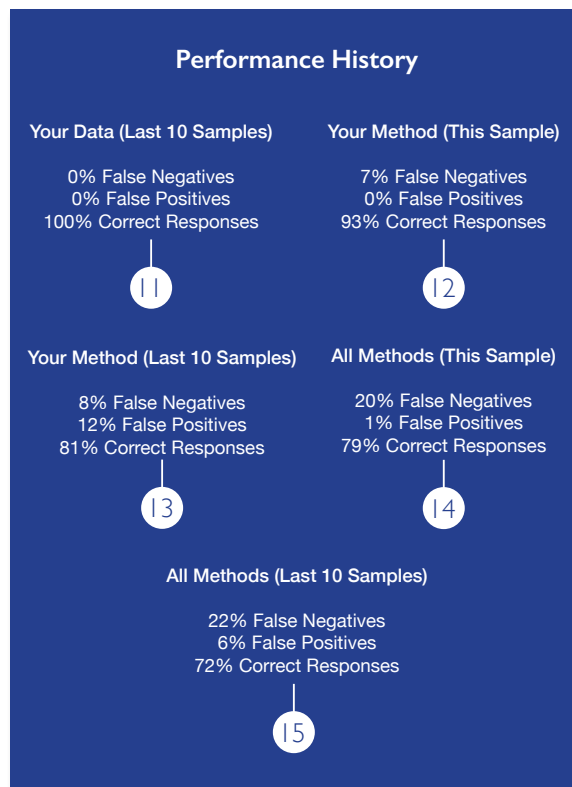 Performance History
Your Data (Last 10 Samples)
0% False Negatives
0% False Positives
100% Correct Responses
11
Your Method (This Sample)
7% False Negatives
0% False Positives
93% Correct Responses
12
Your Method (Last 10 Samples)
8% False Negatives
12% False Positives
81% Correct Responses
13
All Methods (This Sample)
20% False Negatives
1% False Positives
79% Correct Responses
14
All Methods (Last 10 Samples)
22% False Negatives
6% False Positives
72% Correct Responses
15